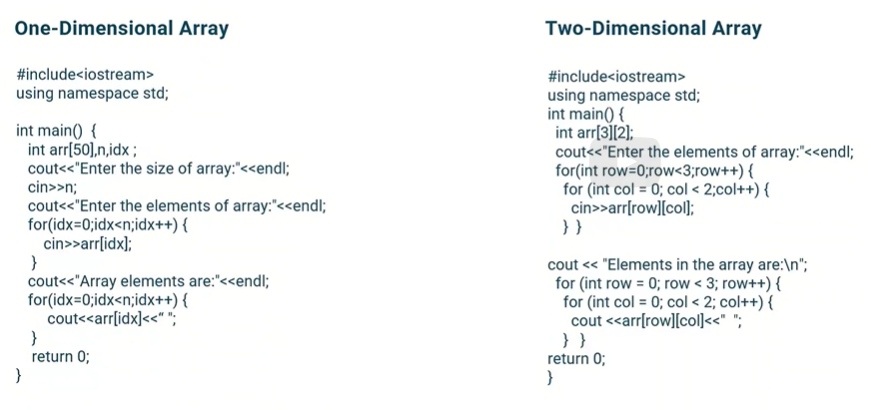 One-Dimensional Array
#include<iostream>
using namespace std;
int main() {
int arr[50],n,idx ;
cout<<"Enter the size of array:"<<endl;
cin>>n;
cout<<"Enter the elements of array:"<<endl;
for(idx=0;idx<n;idx++) {
cin>>arr[idx];
}
cout<<"Array elements are:"<<endl;
for(idx=0;idx<n;idx++) {
cout<<arr[idx]<<“ ";
}
return 0;
}
Two-Dimensional Array
#include<iostream>
using namespace std;
int main() {
int arr[3][2];
cout<<"Enter the elements of array:"<<endl;
for(int row=0;row<3;row++) {
for (int col = 0; col < 2;col++) {
cin>>arr[row][col];
} }
cout << "Elements in the array are:\n";
for (int row = 0; row < 3; row++) {
for (int col = 0; col < 2; col++) {
cout <<arr[row][col]<<"  ";
}  }
return 0;
}